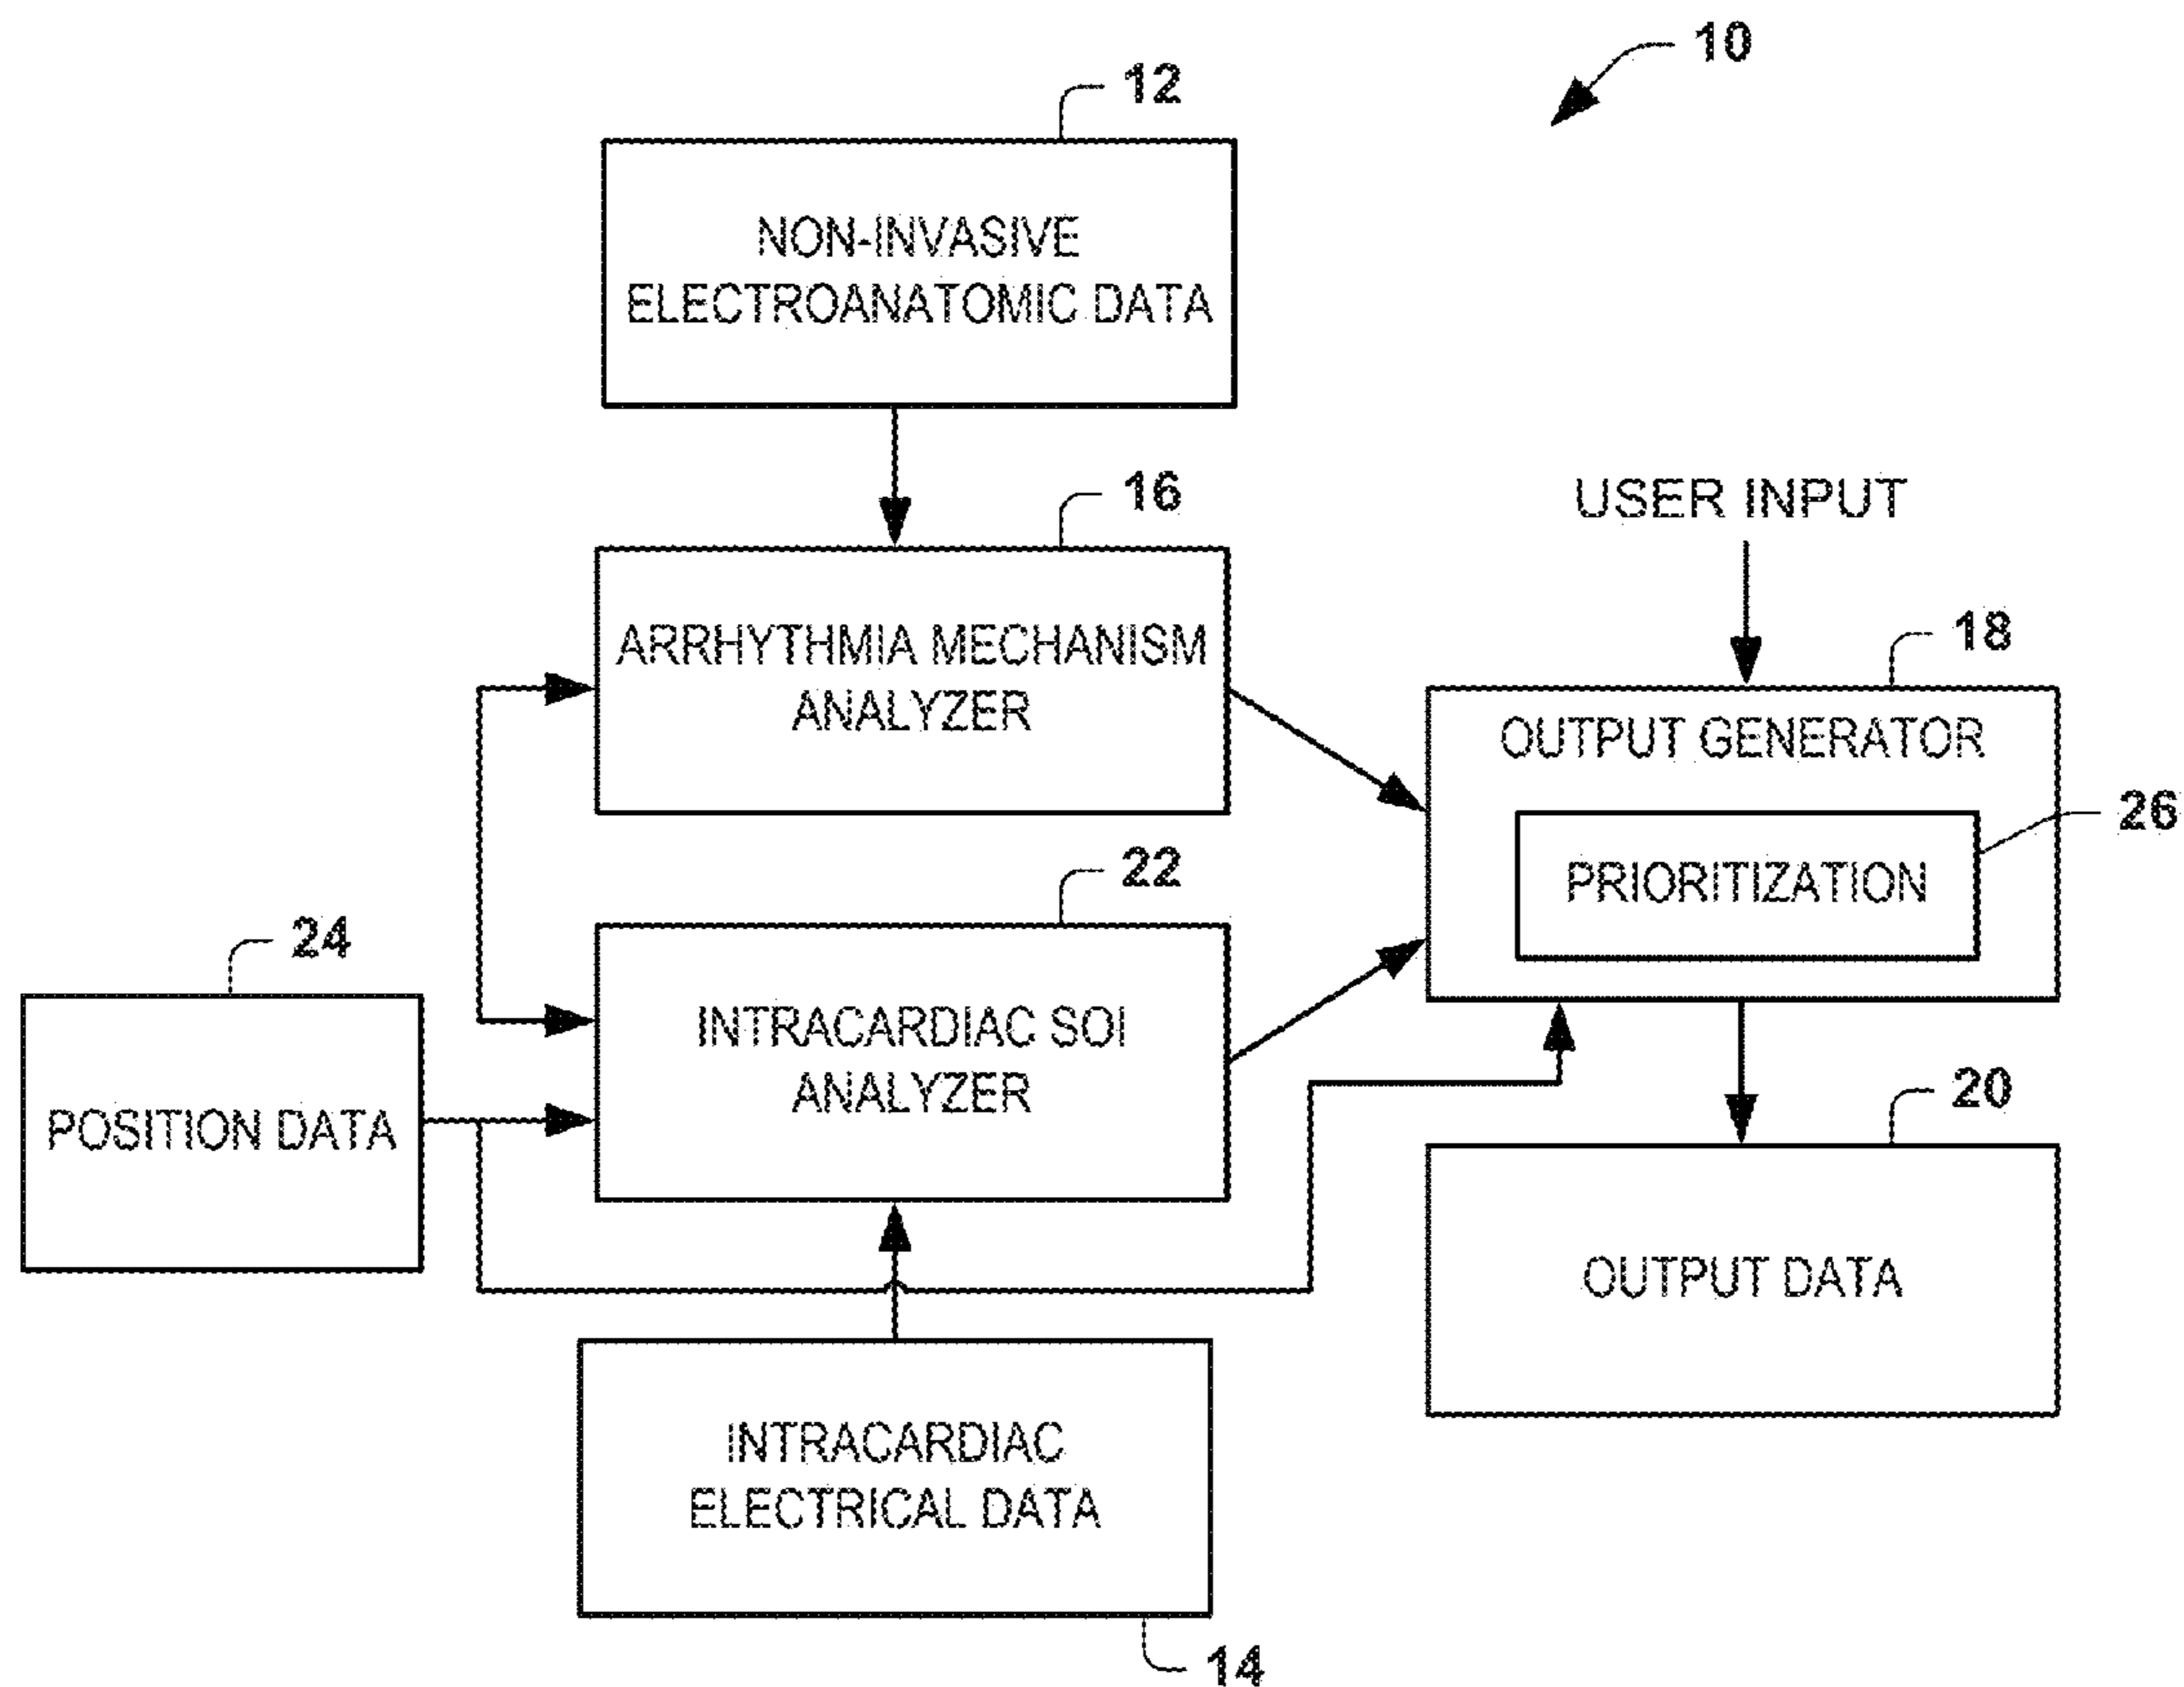 10
12
NON-INVASIVE
ELECTROANATOMIC DATA
16
ARRHYTHMIA MECHANISM
ANALYZER
USER INPUT
18
OUTPUT GENERATOR
26
PRIORITIZATION
22
INTRACARDIAC SOI
ANALYZER
24
POSITION DATA
20
OUTPUT DATA
INTRACARDIAC
ELECTRICAL DATA
14